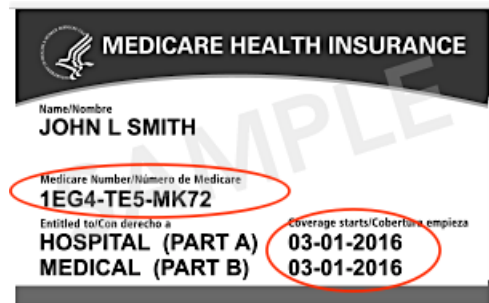 MEDICARE HEALTH INSURANCE
Name/Nombre
JOHN L SMITH
SAMPLE
Medicare Number/Número de Medicare
1EG4-TE5-MK72
Entitled to/Con derecho a
Coverage starts/Cobertura empieza
HOSPITAL (PART A) 03-01-2016
MEDICAL (PART B) 03-01-2016